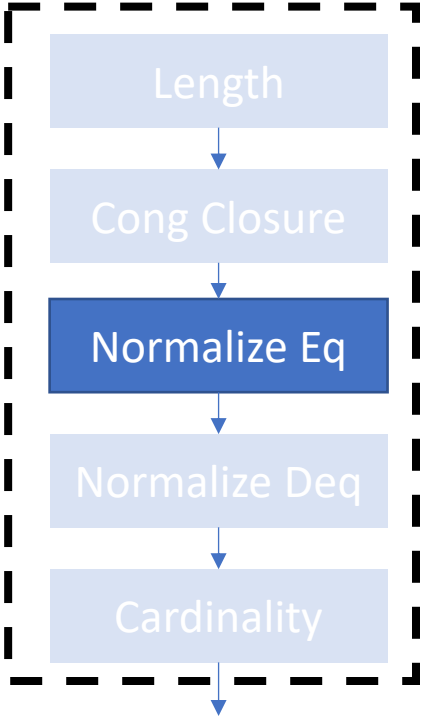 Length
Cong Closure
Normalize Eq
Normalize Deq
Cardinality